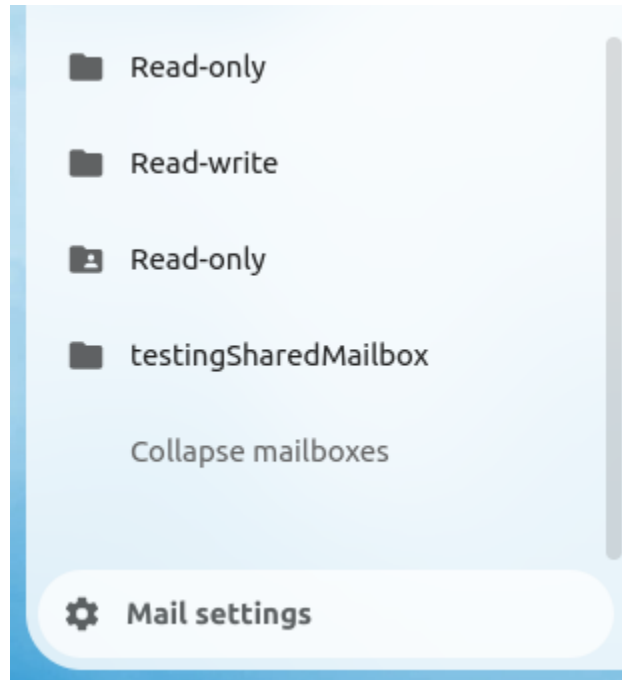 Read-only
Read-write
Read-only
testingSharedMailbox
Collapse mailboxes
Mail settings